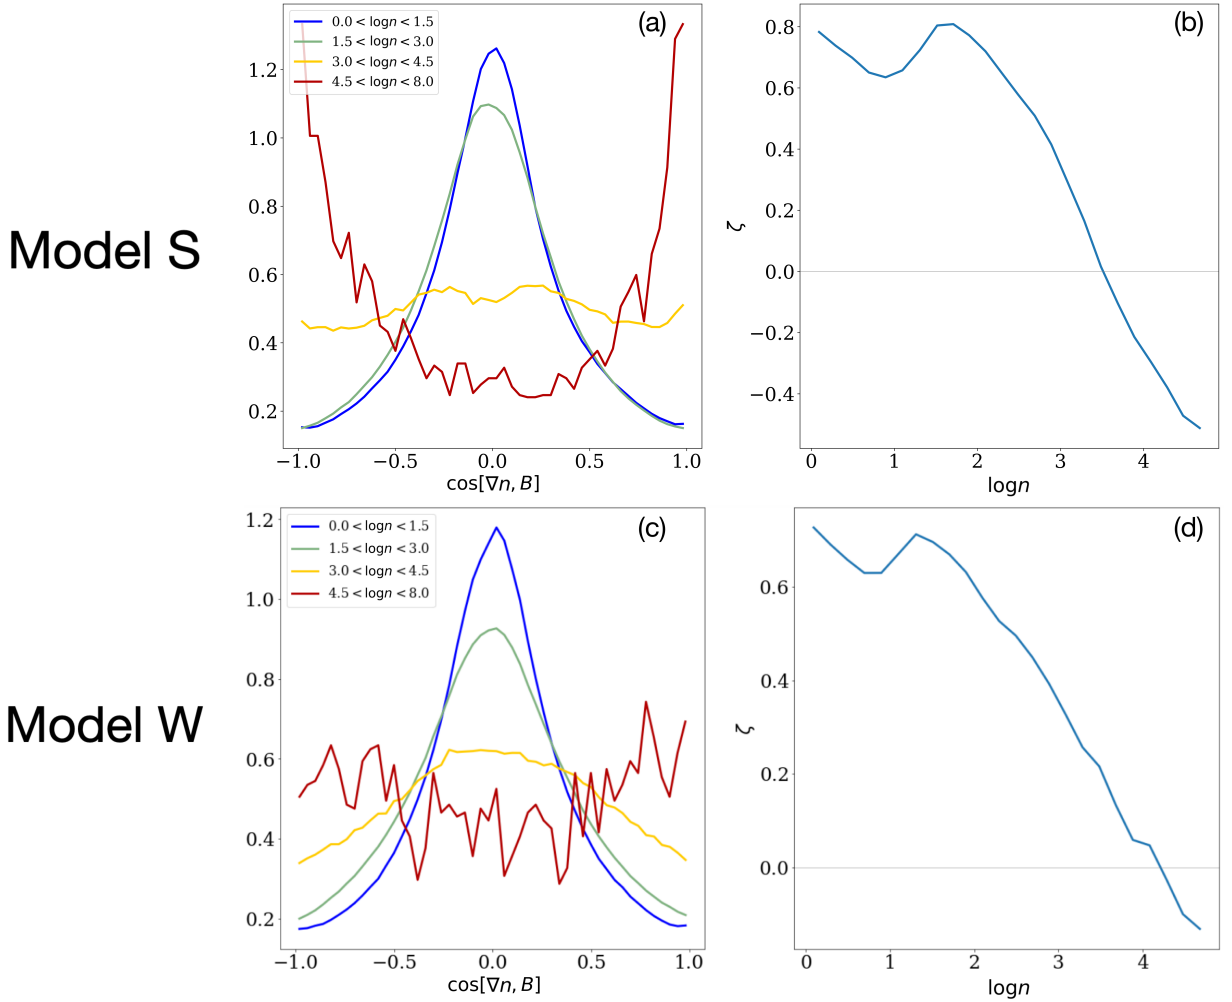 Model S
(a)
0.0 < logn < 1.5
1.5 < logn < 3.0
3.0 < logn < 4.5
4.5 < logn < 8.0
1.2
1.0
0.8
0.6
0.4
0.2
−1.0 −0.5 0.0 0.5 1.0
cos[∇n, B]
(b)
0.8
0.6
0.4
0.2
0.0
−0.2
−0.4
ζ
0 1 2 3 4
logn
Model W
(c)
0.0 < logn < 1.5
1.5 < logn < 3.0
3.0 < logn < 4.5
4.5 < logn < 8.0
1.2
1.0
0.8
0.6
0.4
0.2
−1.0 −0.5 0.0 0.5 1.0
cos[∇n, B]
(d)
0.6
0.4
0.2
0.0
ζ
0 1 2 3 4
logn